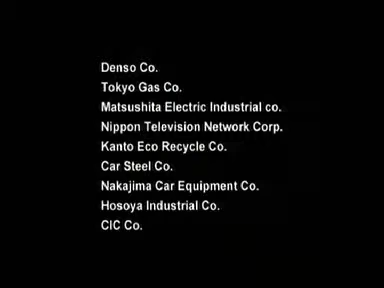 Denso Co.
Tokyo Gas Co.
Matsushita Electric Industrial co.
Nippon Television Network Corp.
Kanto Eco Recycle Co.
Car Steel Co.
Nakajima Car Equipment Co.
Hosoya Industrial Co.
CIC Co.